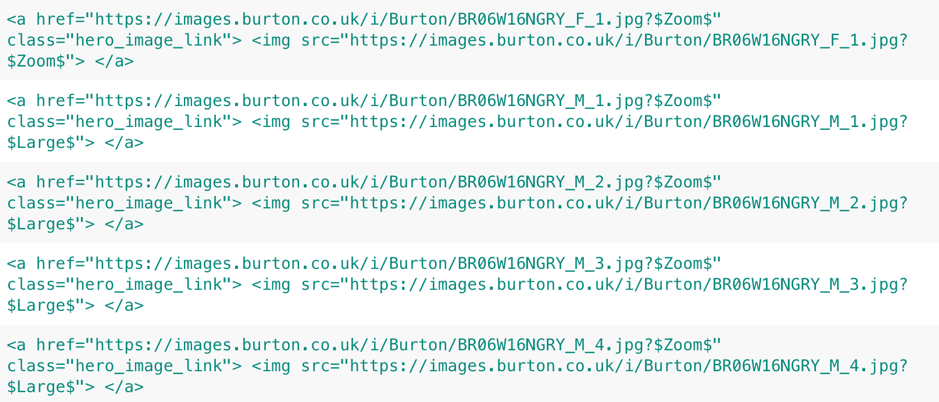 <a href="https://images.burton.co.uk/i/Burton/BR06W16NGRY_F_1.jpg?$Zoom$"
class="hero_image_link"> <img src="https://images.burton.co.uk/i/Burton/BR06W16NGRY_F_1.jpg?
$Zoom$"> </a>
<a href="https://images.burton.co.uk/i/Burton/BR06W16NGRY_M_1.jpg?$Zoom$"
class="hero_image_link"> <img src="https://images.burton.co.uk/i/Burton/BR06W16NGRY_M_1.jpg?
$Large$"> </a>
<a href="https://images.burton.co.uk/i/Burton/BR06W16NGRY_M_2.jpg?$Zoom$"
class="hero_image_link"> <img src="https://images.burton.co.uk/i/Burton/BR06W16NGRY_M_2.jpg?
$Large$"> </a>
<a href="https://images.burton.co.uk/i/Burton/BR06W16NGRY_M_3.jpg?$Zoom$"
class="hero_image_link"> <img src="https://images.burton.co.uk/i/Burton/BR06W16NGRY_M_3.jpg?
$Large$"> </a>
<a href="https://images.burton.co.uk/i/Burton/BR06W16NGRY_M_4.jpg?$Zoom$"
class="hero_image_link"> <img src="https://images.burton.co.uk/i/Burton/BR06W16NGRY_M_4.jpg?
$Large$"> </a>